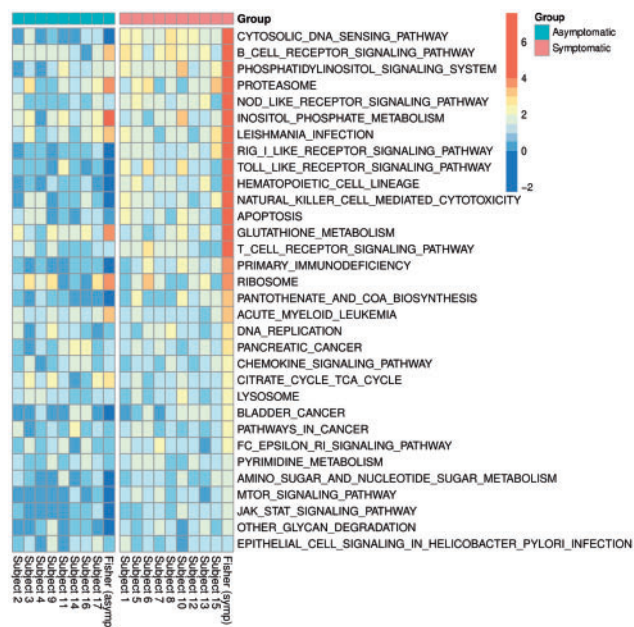 Group
CYTOSOLIC_DNA_SENSING_PATHWAY
B_CELL_RECEPTOR_SIGNALING_PATHWAY
PHOSPHATIDYLINOSITOL_SIGNALING_SYSTEM
PROTEASOME
NOD_LIKE_RECEPTOR_SIGNALING_PATHWAY
INOSITOL_PHOSPHATE_METABOLISM
LEISHMANIA_INFECTION
RIG_I_LIKE_RECEPTOR_SIGNALING_PATHWAY
TOLL_LIKE_RECEPTOR_SIGNALING_PATHWAY
HEMATOPOIETIC_CELL_LINEAGE
NATURAL_KILLER_CELL_MEDIATED_CYTOTOXICITY
APOPTOSIS
GLUTATHIONE_METABOLISM
T_CELL_RECEPTOR_SIGNALING_PATHWAY
PRIMARY_IMMUNODEFICIENCY
RIBOSOME
PANTOTHENATE_AND_COA_BIOSYNTHESIS
ACUTE_MYELOID_LEUKEMIA
DNA_REPLICATION
PANCREATIC_CANCER
CHEMOKINE_SIGNALING_PATHWAY
CITRATE_CYCLE_TCA_CYCLE
LYSOSOME
BLADDER_CANCER
PATHWAYS_IN_CANCER
FC_EPSILON_RI_SIGNALING_PATHWAY
PYRIMIDINE_METABOLISM
AMINO_SUGAR_AND_NUCLEOTIDE_SUGAR_METABOLISM
MTOR_SIGNALING_PATHWAY
JAK_STAT_SIGNALING_PATHWAY
OTHER_GLYCAN_DEGRADATION
EPITHELIAL_CELL_SIGNALING_IN_HELICOBACTER_PYLORI_INFECTION
6
4
2
0
−2
Group
Asymptomatic
Symptomatic
Subject 2
Subject 3
Subject 4
Subject 9
Subject 11
Subject 14
Subject 16
Subject 17
Fisher (asymp)
Subject 1
Subject 5
Subject 6
Subject 7
Subject 8
Subject 10
Subject 12
Subject 13
Subject 15
Fisher (symp)